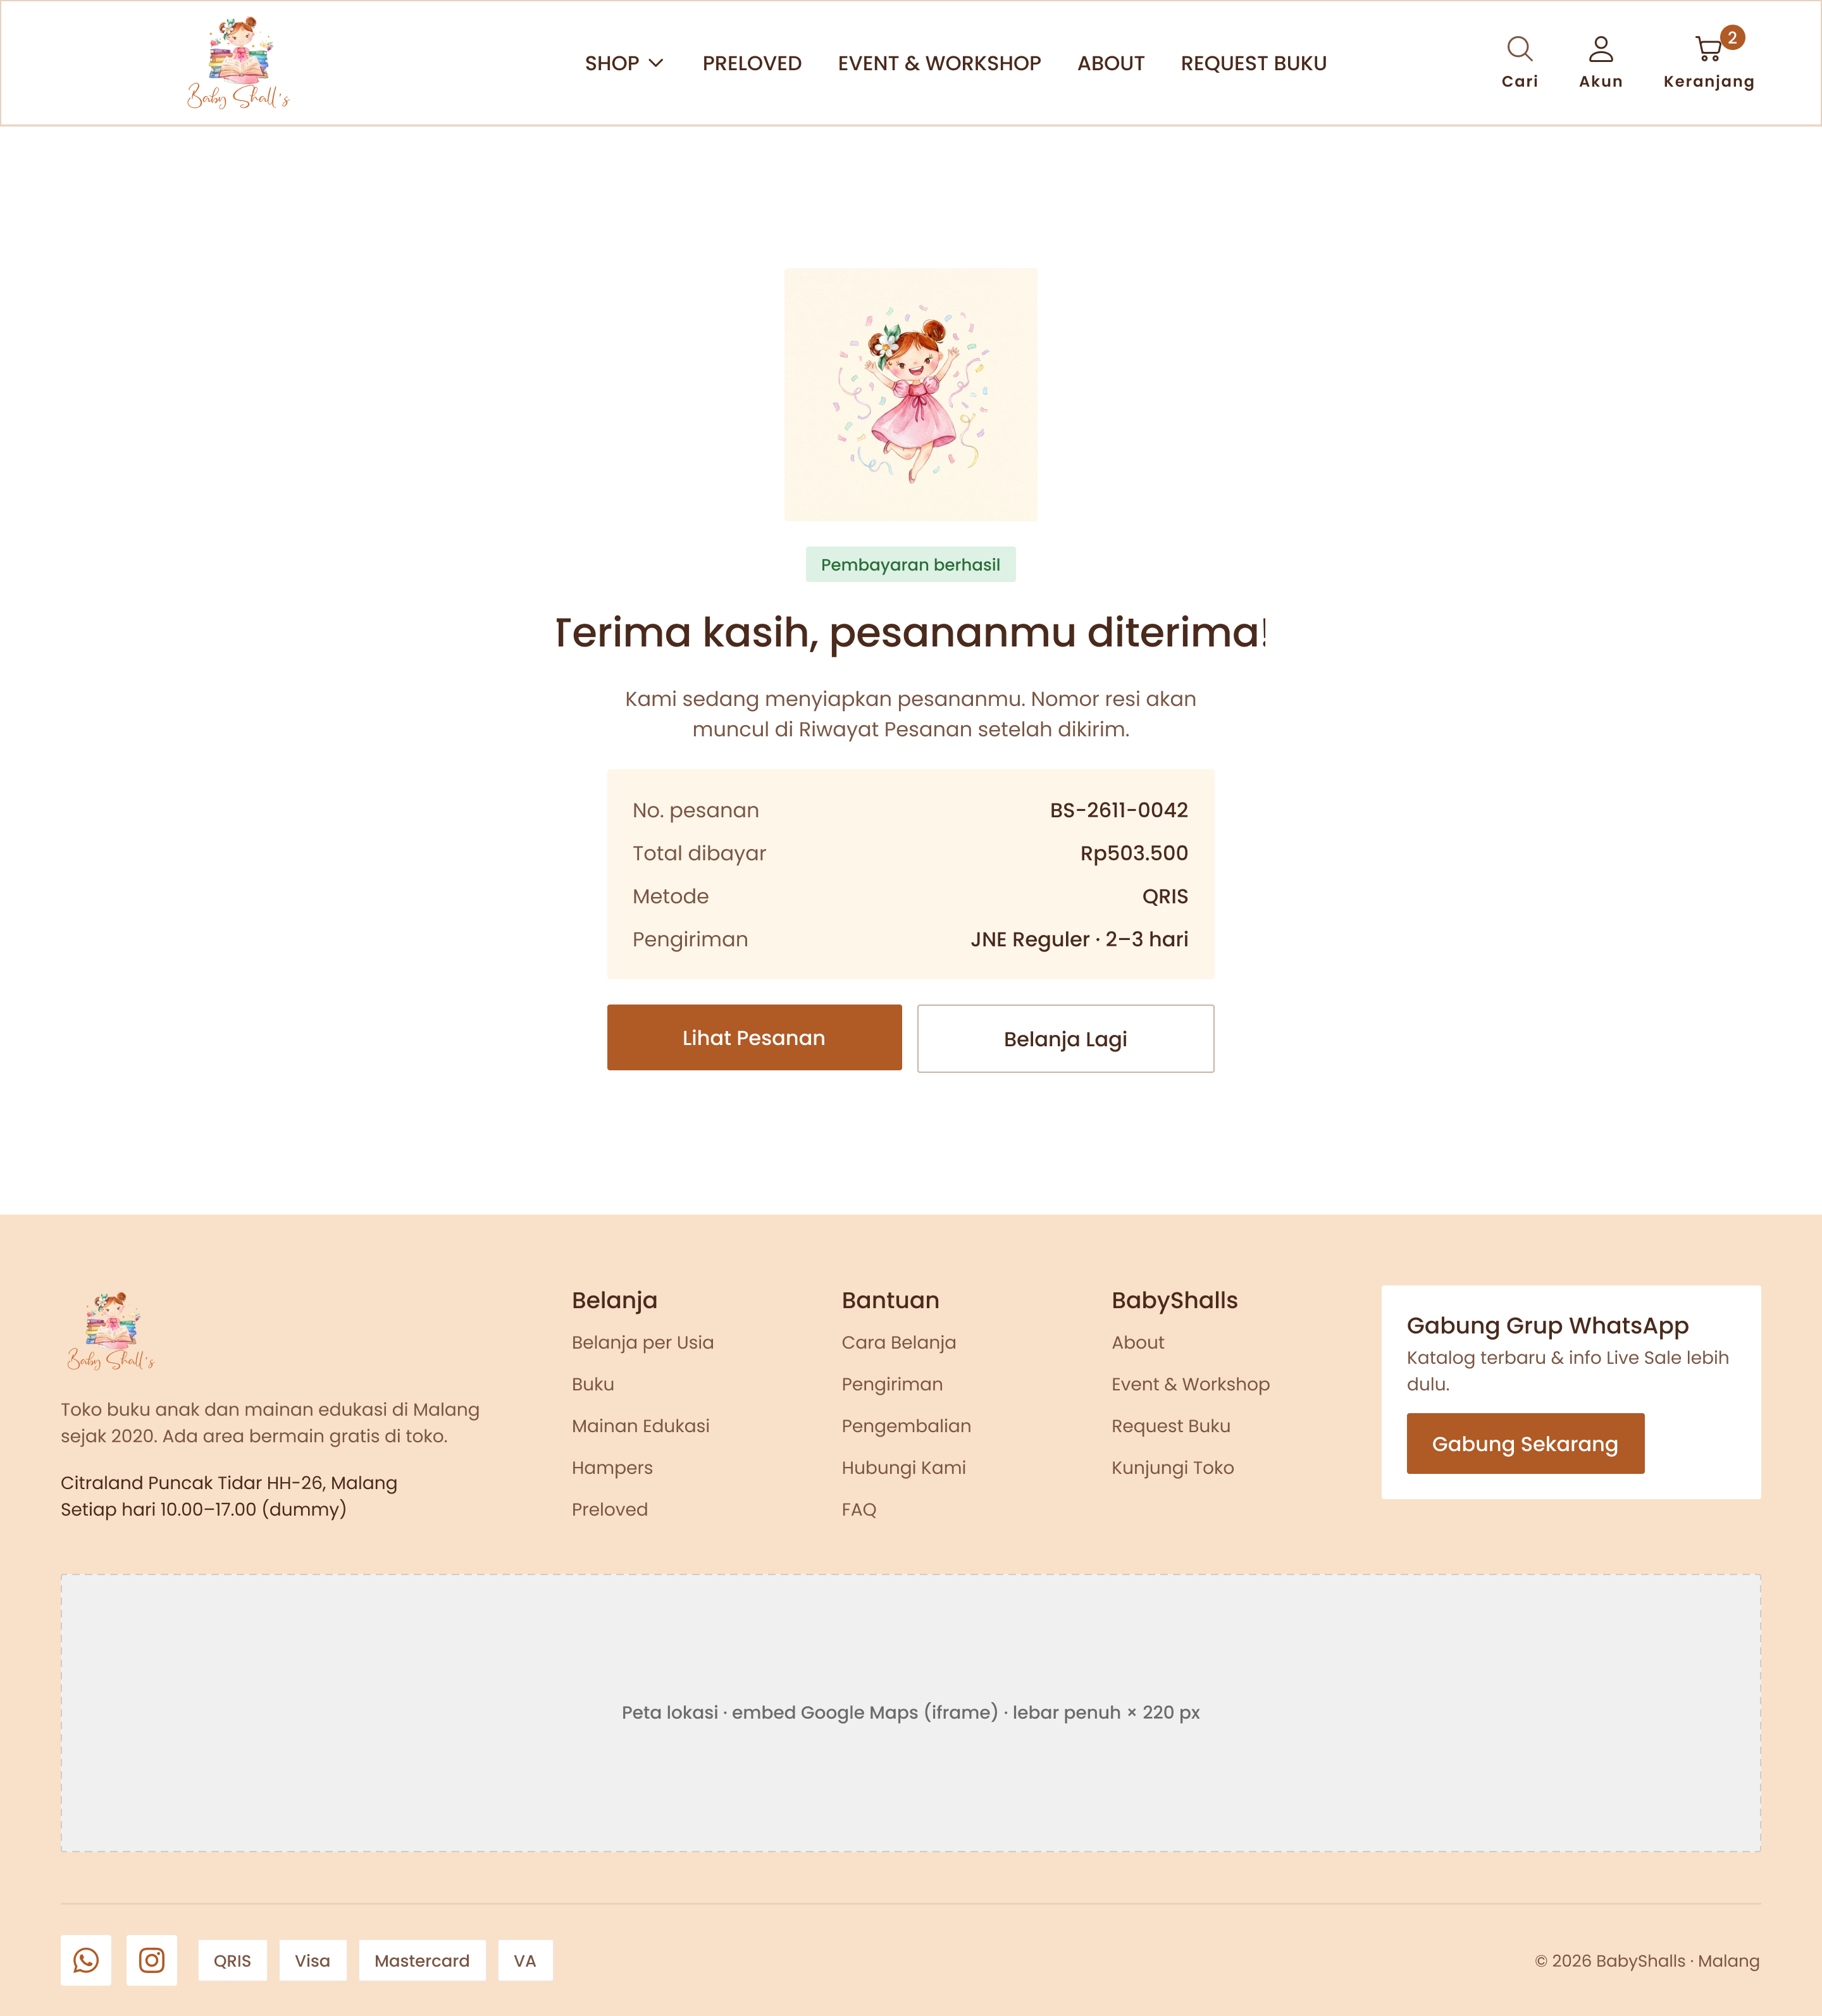 Baby Shall's
SHOP
PRELOVED
EVENT & WORKSHOP
ABOUT
REQUEST BUKU
Cari
Akun
2
Keranjang
Pembayaran berhasil
Terima kasih, pesananmu diterima!
Kami sedang menyiapkan pesananmu. Nomor resi akan
muncul di Riwayat Pesanan setelah dikirim.
No. pesanan BS-2611-0042
Total dibayar Rp503.500
Metode QRIS
Pengiriman JNE Reguler · 2–3 hari
Lihat Pesanan
Belanja Lagi
Baby Shall's
Toko buku anak dan mainan edukasi di Malang
sejak 2020. Ada area bermain gratis di toko.
Citraland Puncak Tidar HH-26, Malang
Setiap hari 10.00–17.00 (dummy)
Belanja
Belanja per Usia
Buku
Mainan Edukasi
Hampers
Preloved
Bantuan
Cara Belanja
Pengiriman
Pengembalian
Hubungi Kami
FAQ
BabyShalls
About
Event & Workshop
Request Buku
Kunjungi Toko
Gabung Grup WhatsApp
Katalog terbaru & info Live Sale lebih
dulu.
Gabung Sekarang
Peta lokasi · embed Google Maps (iframe) · lebar penuh × 220 px
QRIS
Visa
Mastercard
VA
© 2026 BabyShalls · Malang